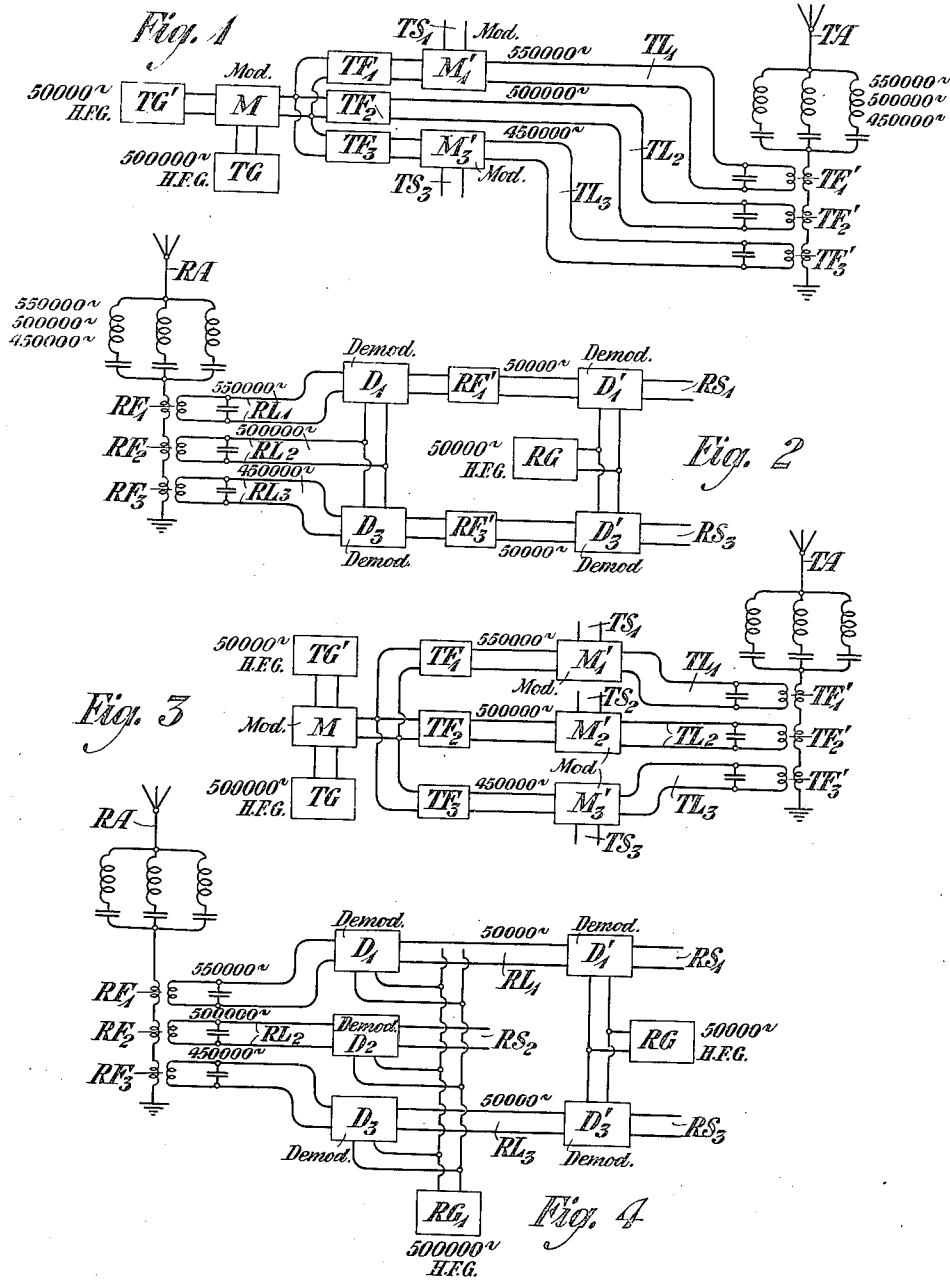 Fig. 1
TS₁ Mod. 550000~ TL₁ TA
Mod. TF₁ M₁' 500000~ 550000~
50000~ TG' M TF₂ 450000~ 500000~
H.F.G. TF₃ M₃' TL₂ 450000~
500000~ TG TS₃ Mod. TL₃ TF₁'
H.F.G. TF₂'
TF₃'
RA
550000~
500000~
450000~
Demod. 50000~ Demod.
550000~ D₁ RF₁' D₁' RS₁
RF₁ RL₁
500000~ 50000~ RG Fig. 2
RF₂ RL₂ H.F.G.
450000~
RF₃ RL₃
D₃ RF₃' D₃' RS₃
Demod. 50000~ Demod
TA
50000~ TG' TF₁ 550000~ M₁' TS₁ TL₁
H.F.G. Mod. TF₁'
Fig. 3
Mod. M TF₂ 500000~ M₂' TS₂ TL₂ TF₂'
Mod.
500000~ TG TF₃ 450000~ M₃' TL₃ TF₃'
H.F.G. TS₃
RA
Demod. 50000~ Demod.
550000~ D₁ RL₁ D₁' RS₁
RF₁
500000~ Demod. RG 50000~
RF₂ RL₂ D₂ RS₂ H.F.G.
450000~
RF₃ 50000~
D₃ RL₃ D₃' RS₃
Demod. Demod.
RG₁ Fig. 4
500000~
H.F.G.